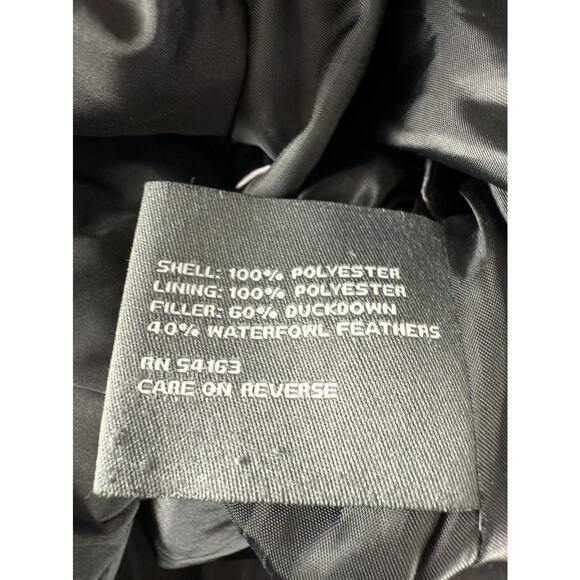 SHELL: 100% POLYESTER
LINING: 100% POLYESTER
FILLER: 60% DUCKDOWN
40% WATERFOWL FEATHERS
RN 54163
CARE ON REVERSE